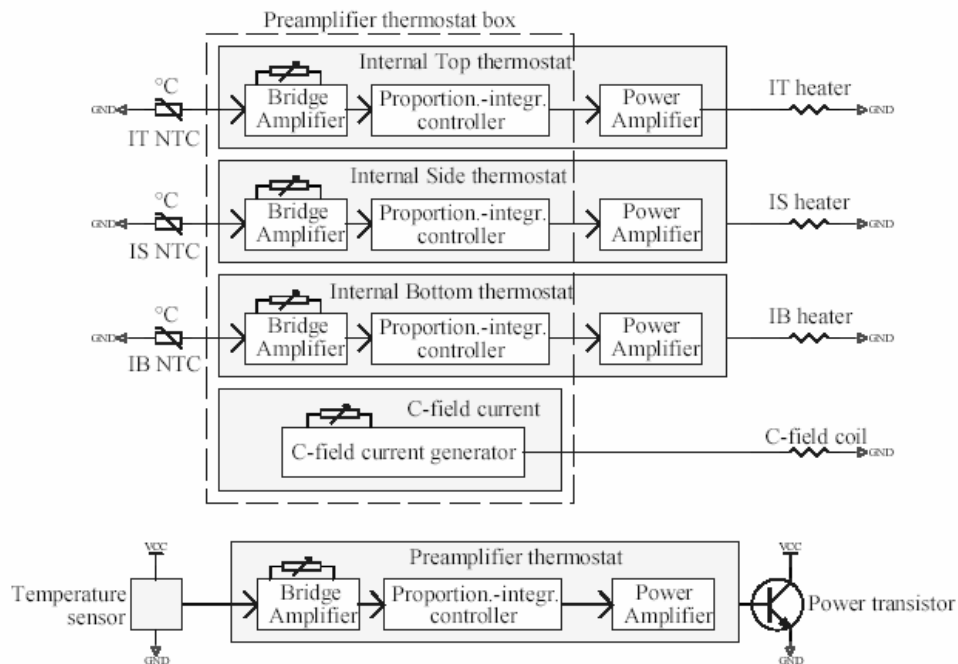 Preamplifier thermostat box
Internal Top thermostat
°C
GND
IT NTC
Bridge
Amplifier
Proportion.-integr.
controller
Power
Amplifier
IT heater
GND
Internal Side thermostat
°C
GND
IS NTC
Bridge
Amplifier
Proportion.-integr.
controller
Power
Amplifier
IS heater
GND
Internal Bottom thermostat
°C
GND
IB NTC
Bridge
Amplifier
Proportion.-integr.
controller
Power
Amplifier
IB heater
GND
C-field current
C-field current generator
C-field coil
GND
Preamplifier thermostat
VCC
Temperature
sensor
GND
Bridge
Amplifier
Proportion.-integr.
controller
Power
Amplifier
VCC
Power transistor
GND